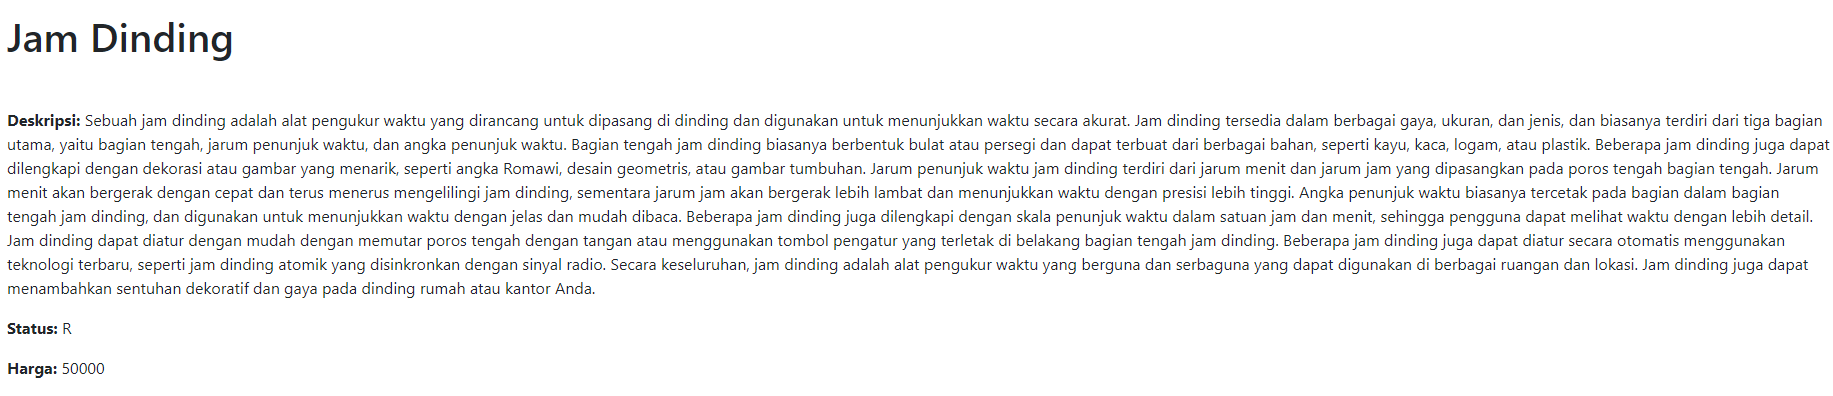 Jam Dinding
Deskripsi: Sebuah jam dinding adalah alat pengukur waktu yang dirancang untuk dipasang di dinding dan digunakan untuk menunjukkan waktu secara akurat. Jam dinding tersedia dalam berbagai gaya, ukuran, dan jenis, dan biasanya terdiri dari tiga bagian
utama, yaitu bagian tengah, jarum penunjuk waktu, dan angka penunjuk waktu. Bagian tengah jam dinding biasanya berbentuk bulat atau persegi dan dapat terbuat dari berbagai bahan, seperti kayu, kaca, logam, atau plastik. Beberapa jam dinding juga dapat
dilengkapi dengan dekorasi atau gambar yang menarik, seperti angka Romawi, desain geometris, atau gambar tumbuhan. Jarum penunjuk waktu jam dinding terdiri dari jarum menit dan jarum jam yang dipasangkan pada poros tengah bagian tengah. Jarum
menit akan bergerak dengan cepat dan terus menerus mengelilingi jam dinding, sementara jarum jam akan bergerak lebih lambat dan menunjukkan waktu dengan presisi lebih tinggi. Angka penunjuk waktu biasanya tercetak pada bagian dalam bagian
tengah jam dinding, dan digunakan untuk menunjukkan waktu dengan jelas dan mudah dibaca. Beberapa jam dinding juga dilengkapi dengan skala penunjuk waktu dalam satuan jam dan menit, sehingga pengguna dapat melihat waktu dengan lebih detail.
Jam dinding dapat diatur dengan mudah dengan memutar poros tengah dengan tangan atau menggunakan tombol pengatur yang terletak di belakang bagian tengah jam dinding. Beberapa jam dinding juga dapat diatur secara otomatis menggunakan
teknologi terbaru, seperti jam dinding atomik yang disinkronkan dengan sinyal radio. Secara keseluruhan, jam dinding adalah alat pengukur waktu yang berguna dan serbaguna yang dapat digunakan di berbagai ruangan dan lokasi. Jam dinding juga dapat
menambahkan sentuhan dekoratif dan gaya pada dinding rumah atau kantor Anda.
Status: R
Harga: 50000